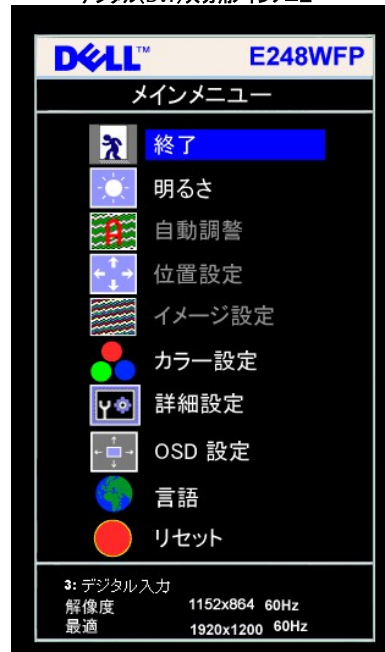 DELL™ E248WFP
メインメニュー
終了
明るさ
自動調整
位置設定
イメージ設定
カラー設定
詳細設定
OSD 設定
言語
リセット
3: デジタル入力
解像度 1152x864 60Hz
最適 1920x1200 60Hz